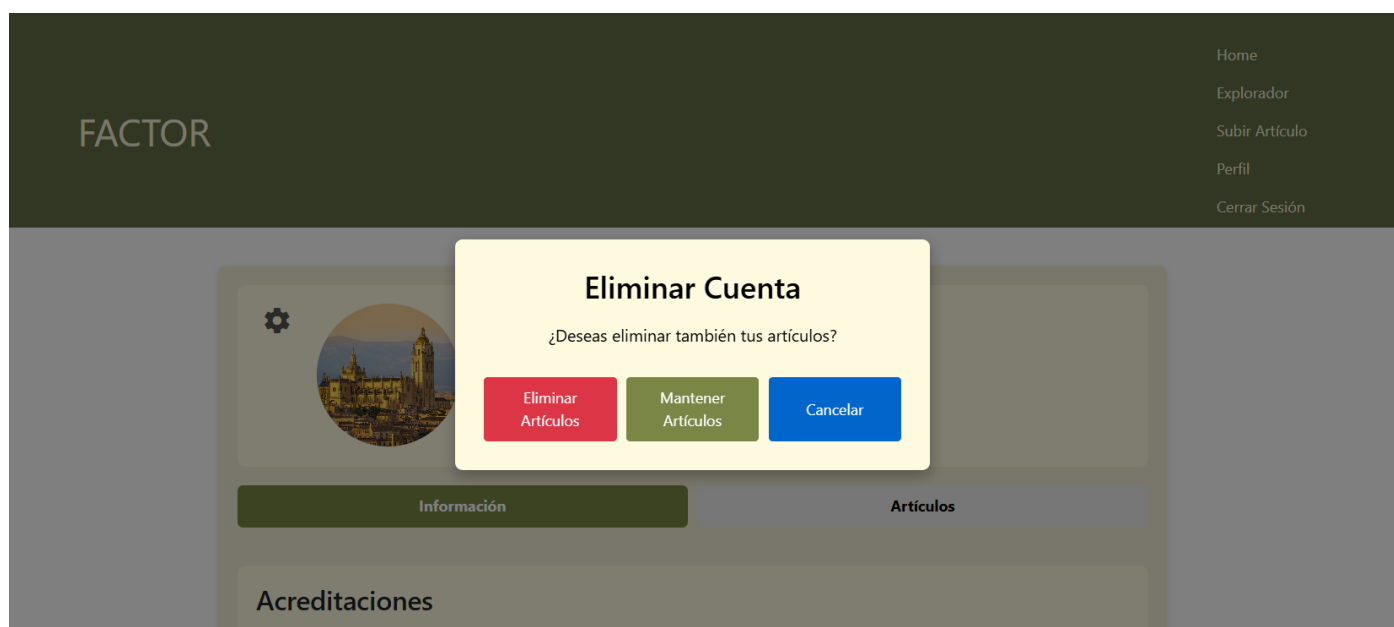 Home
Explorador
FACTOR
Subir Artículo
Perfil
Cerrar Sesión
Eliminar Cuenta
¿Deseas eliminar también tus artículos?
Eliminar
Artículos
Mantener
Artículos
Cancelar
Información
Artículos
Acreditaciones